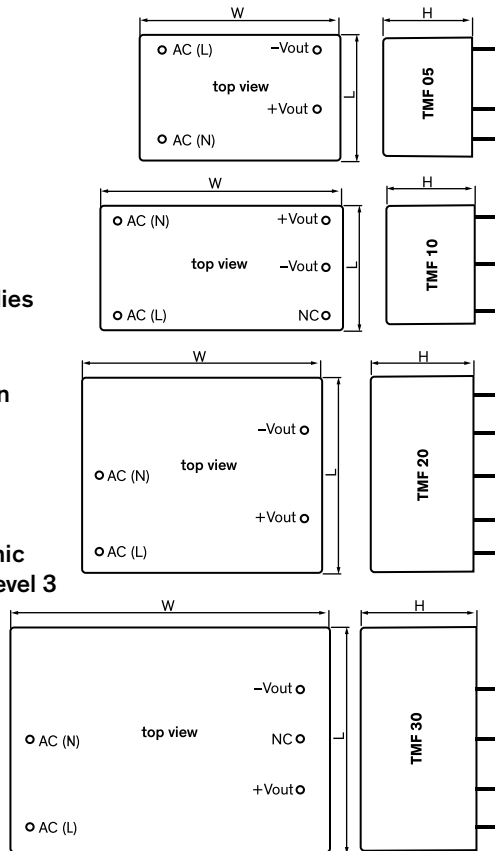 W
H
AC (L)
–Vout
top view
L
TMF 05
+Vout
AC (N)
W
H
AC (N)
+Vout
top view
–Vout
L
TMF 10
lies
AC (L)
NC
W
H
n
–Vout
top view
AC (N)
L
TMF 20
+Vout
AC (L)
nic
evel 3
W
H
–Vout
top view
AC (N)
NC
L
TMF 30
+Vout
AC (L)